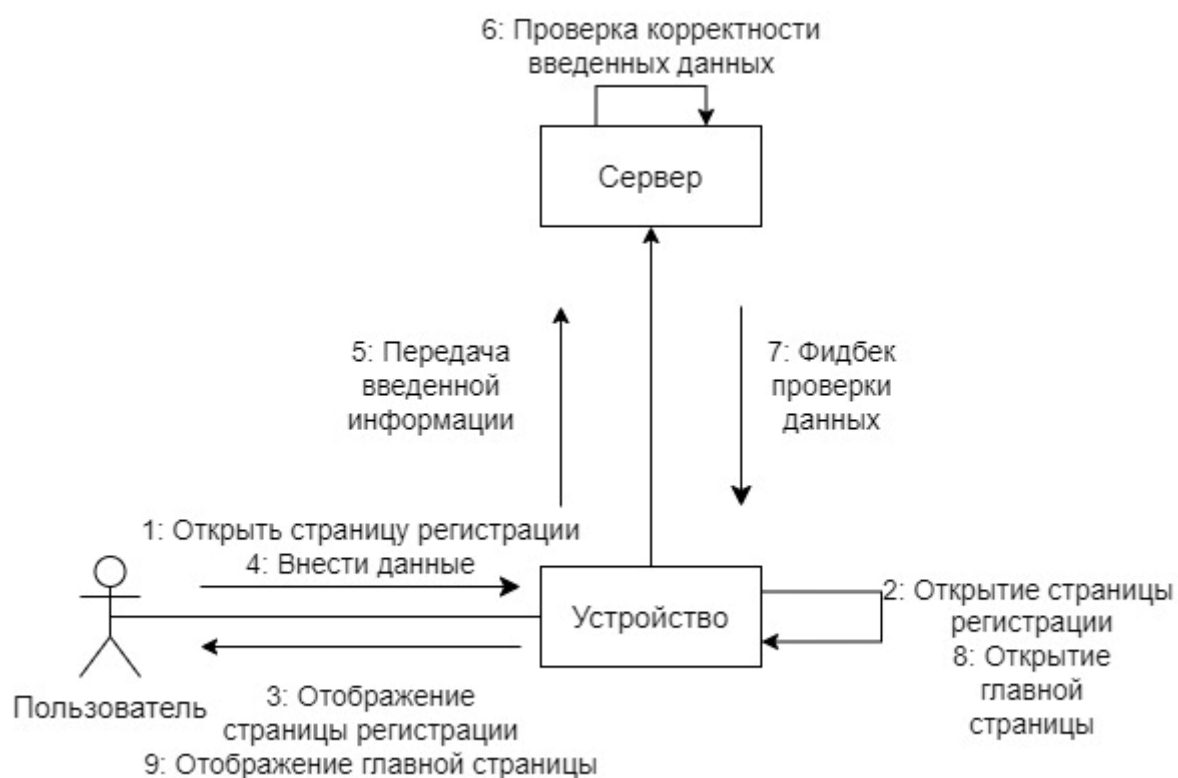 6: Проверка корректности
введенных данных
Сервер
5: Передача
введенной
информации
7: Фидбек
проверки
данных
1: Открыть страницу регистрации
4: Внести данные
Устройство
2: Открытие страницы
регистрации
8: Открытие
главной
страницы
Пользователь
3: Отображение
страницы регистрации
9: Отображение главной страницы